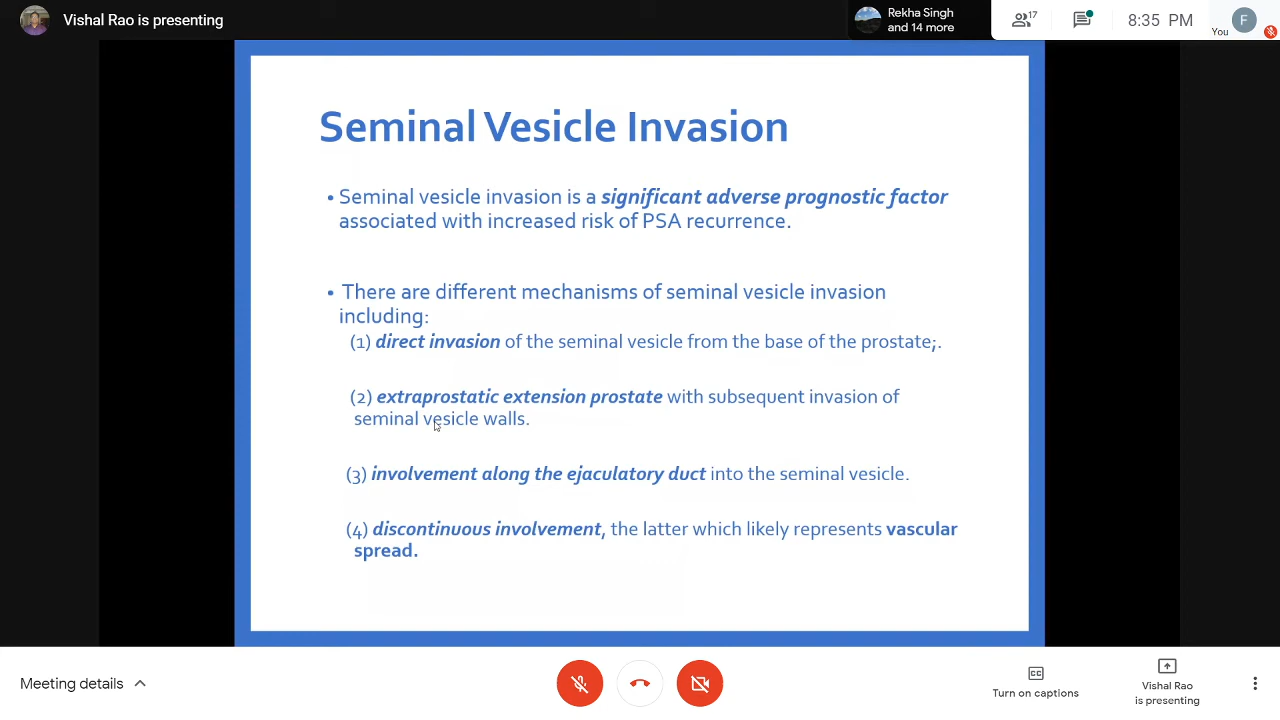 Vishal Rao is presenting
Rekha Singh
and 14 more
17
8:35 PM
You
F
Seminal Vesicle Invasion
• Seminal vesicle invasion is a significant adverse prognostic factor
associated with increased risk of PSA recurrence.
• There are different mechanisms of seminal vesicle invasion
including:
(1) direct invasion of the seminal vesicle from the base of the prostate;.
(2) extraprostatic extension prostate with subsequent invasion of
seminal vesicle walls.
(3) involvement along the ejaculatory duct into the seminal vesicle.
(4) discontinuous involvement, the latter which likely represents vascular
spread.
Meeting details
CC
Turn on captions
Vishal Rao
is presenting